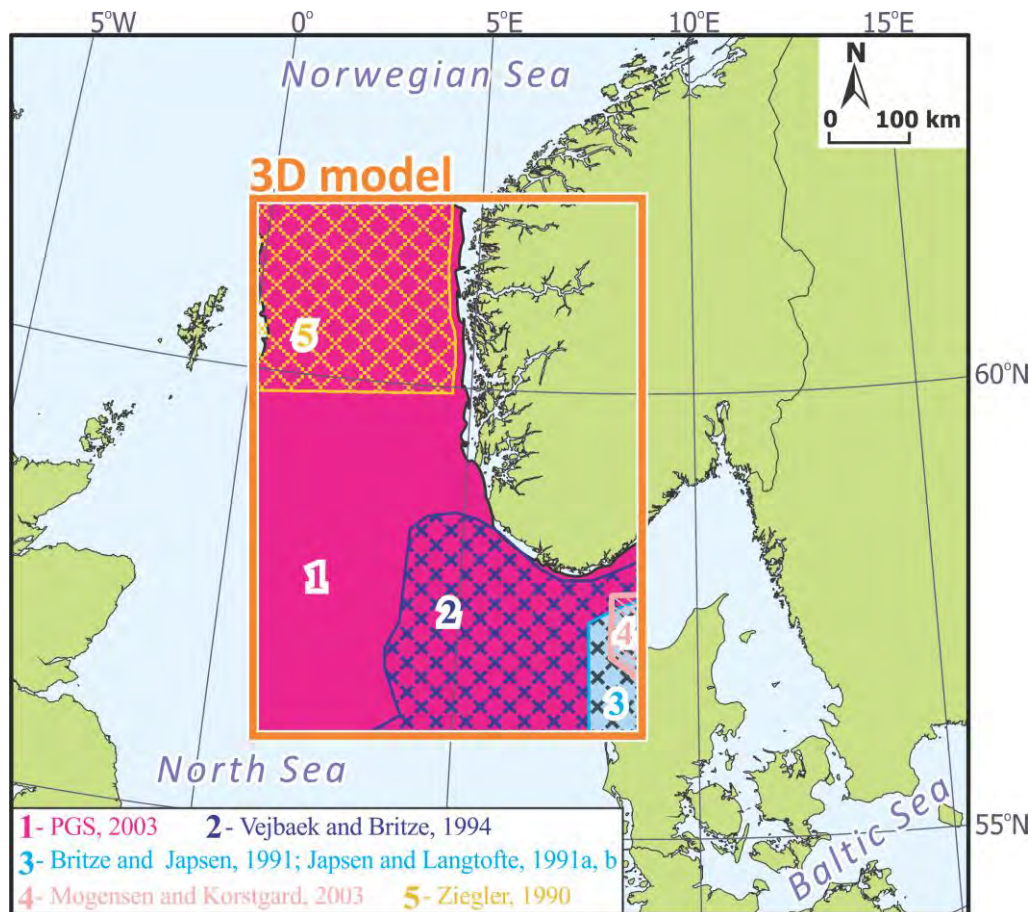 5°W 0° 5°E 10°E 15°E
Norwegian Sea
N
0 100 km
3D model
5
60°N
1
2
4
3
North Sea
Baltic Sea
55°N
1- PGS, 2003 2- Vejbaek and Britze, 1994
3- Britze and Japsen, 1991; Japsen and Langtofte, 1991a, b
4- Mogensen and Korstgard, 2003 5- Ziegler, 1990